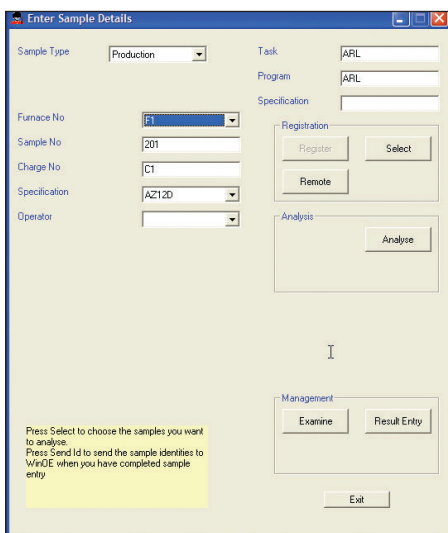 Enter Sample Details
Sample Type
Production
Task
ARL
Program
ARL
Specification
Furnace No
F1
Sample No
201
Charge No
C1
Specification
AZ12D
Operator
Registration
Register
Select
Remote
Analysis
Analyse
Management
Examine
Result Entry
Press Select to choose the samples you want
to analyse.
Press Send Id to send the sample identities to
WinOE when you have completed sample
entry
Exit